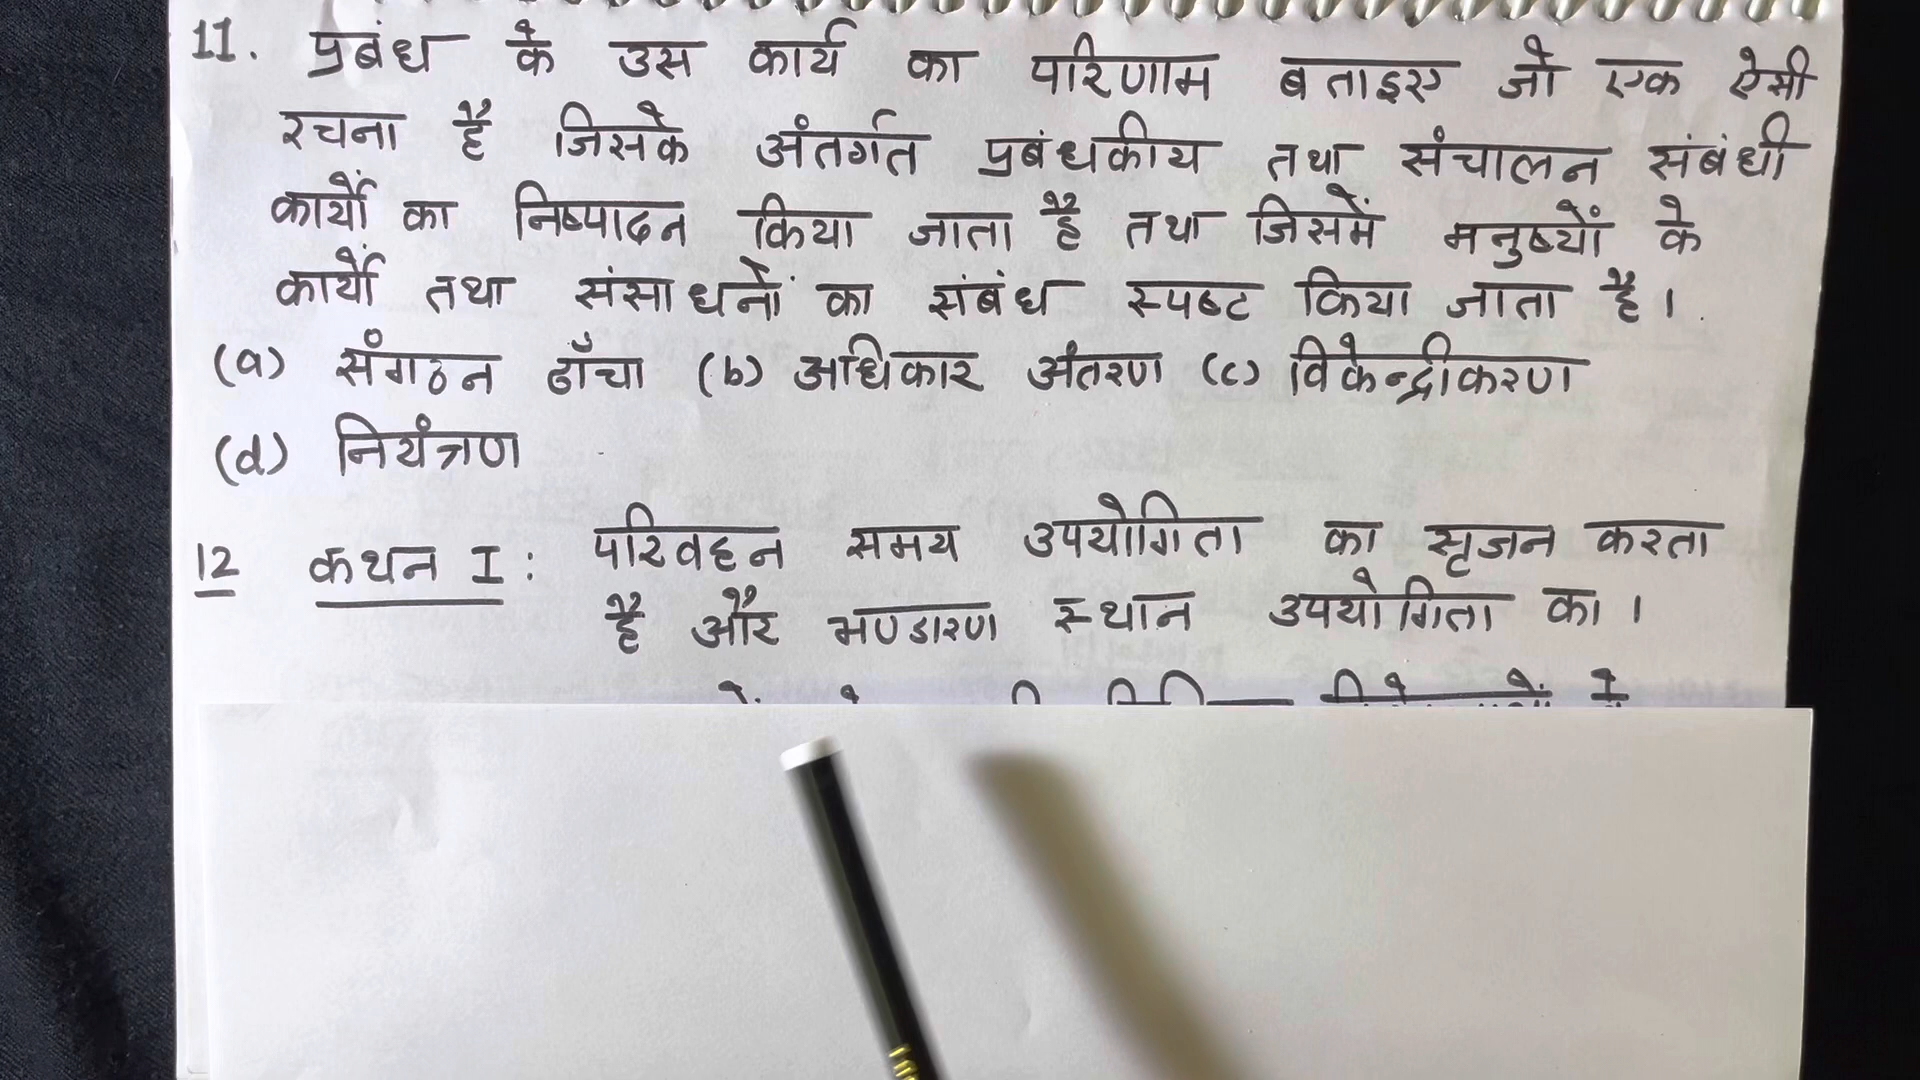 11. प्रबंध के उस कार्य का परिणाम बताइए जो एक ऐसी
रचना है जिसके अंतर्गत प्रबंधकीय तथा संचालन संबंधी
कार्यों का निष्पादन किया जाता है तथा जिसमें मनुष्यों के
कार्यों तथा संसाधनों का संबंध स्पष्ट किया जाता है।
(a) संगठन ढाँचा (b) अधिकार अंतरण (c) विकेन्द्रीकरण
(d) नियंत्रण
12 कथन I : परिवहन समय उपयोगिता का सृजन करता
है और भण्डारण स्थान उपयोगिता का।